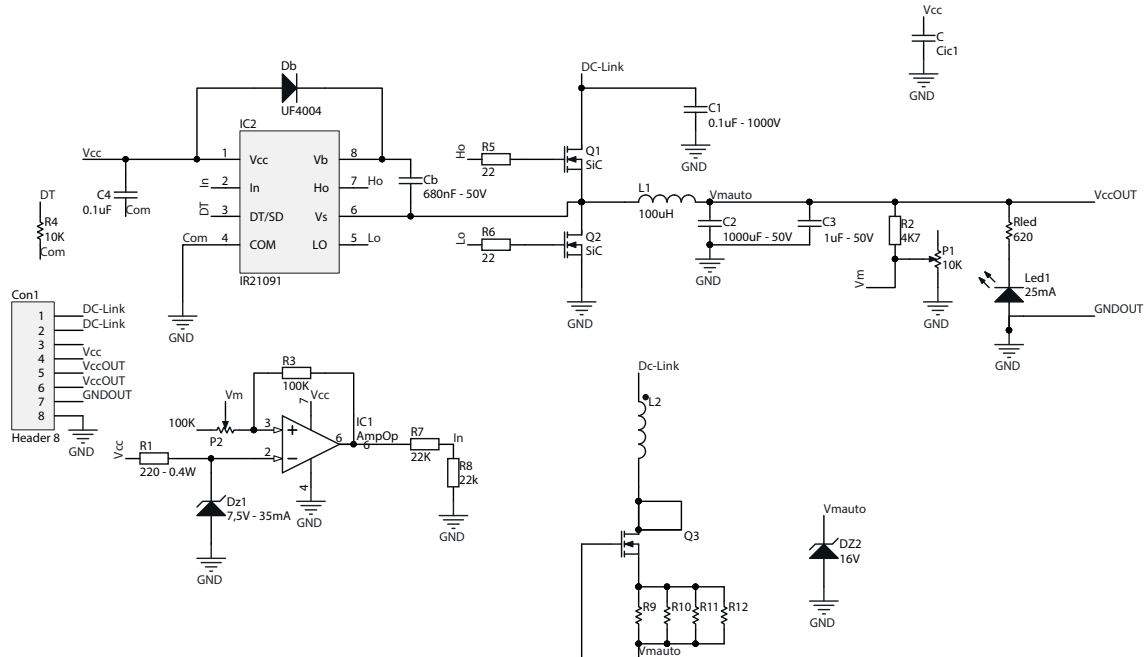 Vcc
C
Cic1
GND
DC-Link
C1
0.1uF - 1000V
GND
Db
UF4004
IC2
Vcc
1 Vcc Vb 8
In 2 In Ho 7 Ho
DT 3 DT/SD Vs 6
Com 4 COM LO 5 Lo
IR21091
GND
C4
0.1uF
Com
DT
R4
10K
Com
Cb
680nF - 50V
Ho
R5
22
Q1
SiC
Lo
R6
22
Q2
SiC
GND
L1
100uH
Vmauto
C2
1000uF - 50V
GND
C3
1uF - 50V
R2
4K7
Vm
P1
10K
GND
Rled
620
Led1
25mA
GND
VccOUT
GNDOUT
Con1
1 DC-Link
2 DC-Link
3
4 Vcc
5 VccOUT
6 VccOUT
7 GNDOUT
8
Header 8
GND
R3
100K
Vm
100K
P2
Vcc
7
3
+
2
−
4
6
IC1
AmpOp
6
GND
Vcc
R1
220 - 0.4W
Dz1
7,5V - 35mA
GND
R7
22K
In
R8
22k
GND
Dc-Link
L2
Q3
R9
R10
R11
R12
Vmauto
Vmauto
DZ2
16V
GND